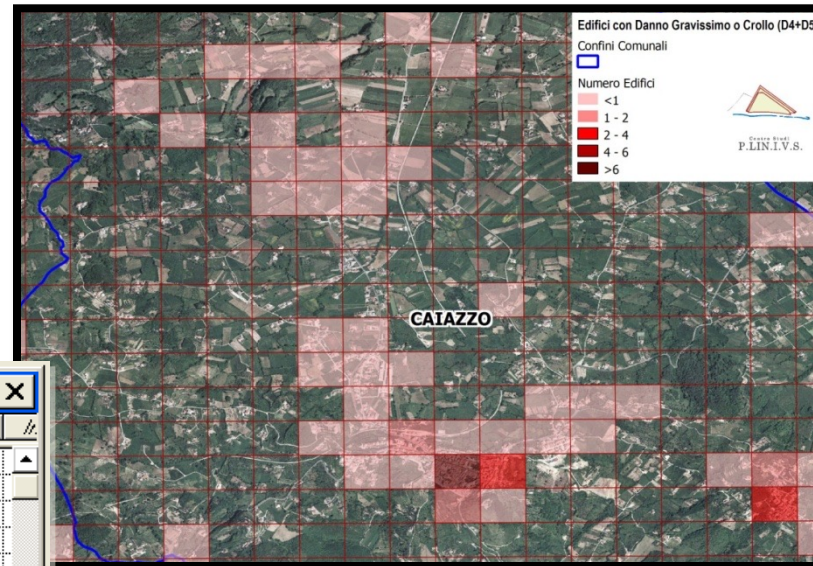 Edifici con Danno Gravissimo o Crollo (D4+D5
Confini Comunali
Numero Edifici
<1
1 - 2
2 - 4
4 - 6
>6
Centro Studi
P.LIN.I.V.S.
CAIAZZO